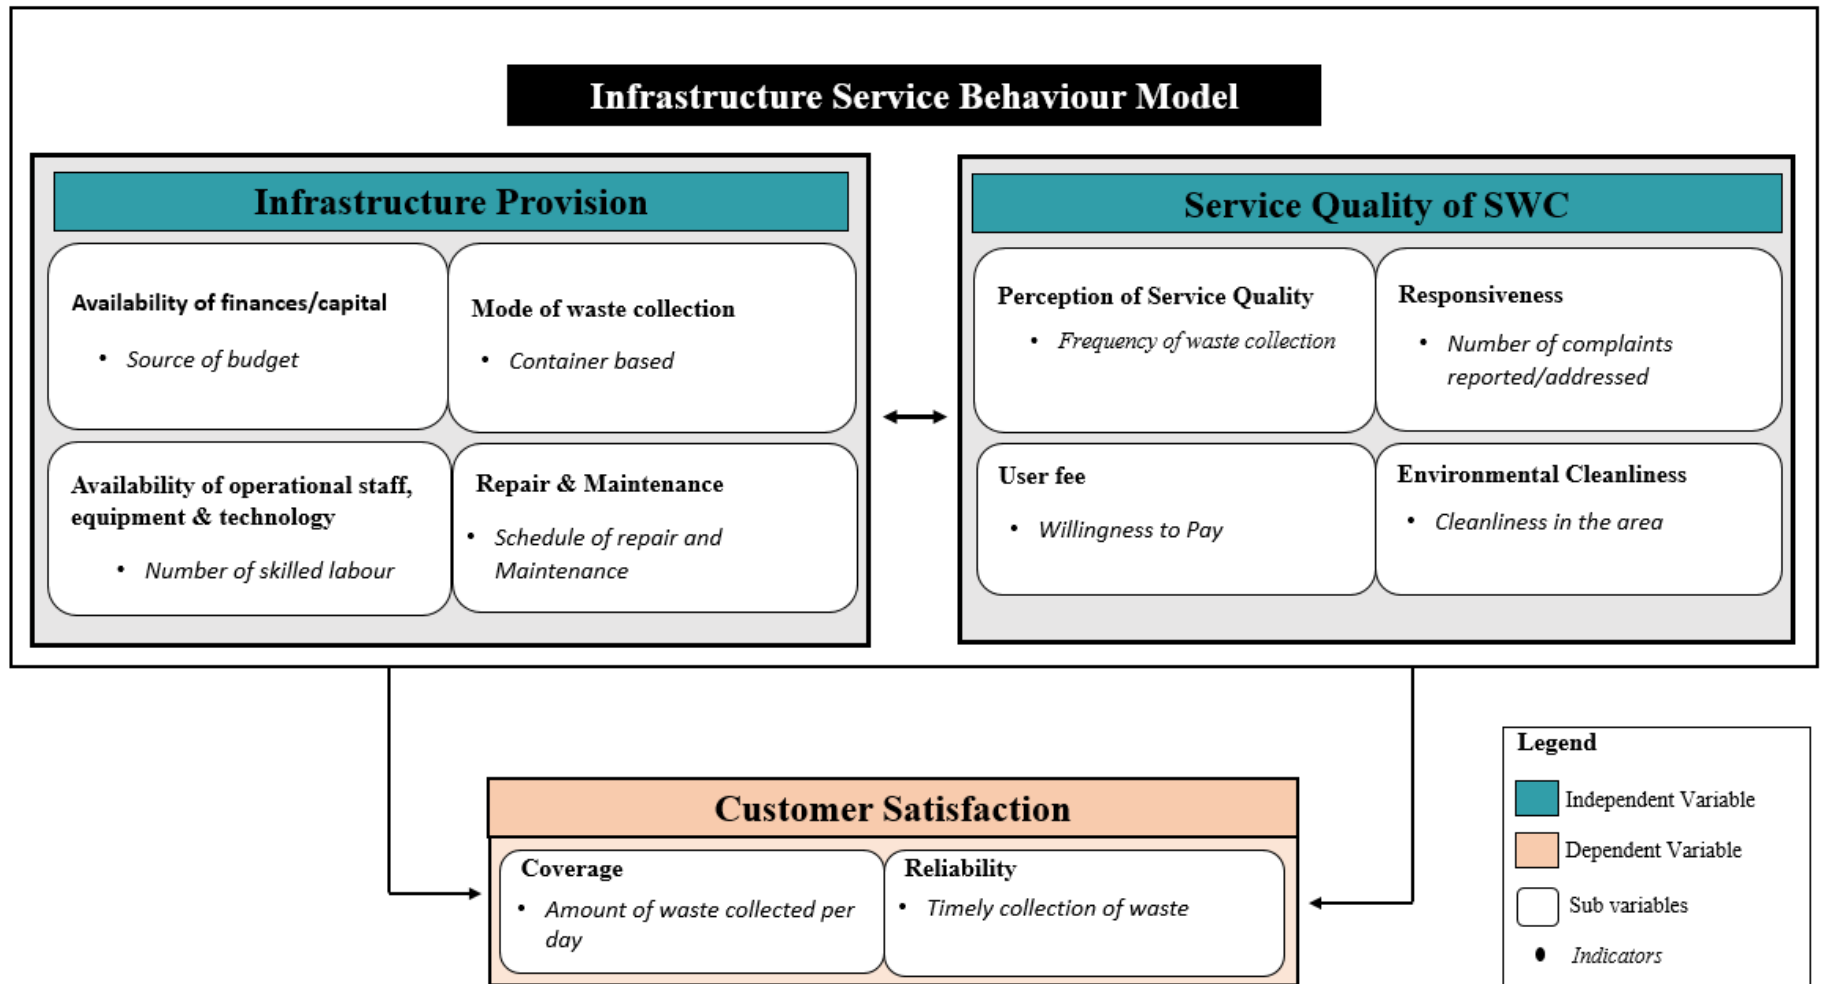 Infrastructure Service Behaviour Model
Infrastructure Provision
Availability of finances/capital
• Source of budget
Mode of waste collection
• Container based
Availability of operational staff,
equipment & technology
• Number of skilled labour
Repair & Maintenance
• Schedule of repair and
Maintenance
Service Quality of SWC
Perception of Service Quality
• Frequency of waste collection
Responsiveness
• Number of complaints
reported/addressed
User fee
• Willingness to Pay
Environmental Cleanliness
• Cleanliness in the area
Customer Satisfaction
Coverage
• Amount of waste collected per
day
Reliability
• Timely collection of waste
Legend
Independent Variable
Dependent Variable
Sub variables
Indicators